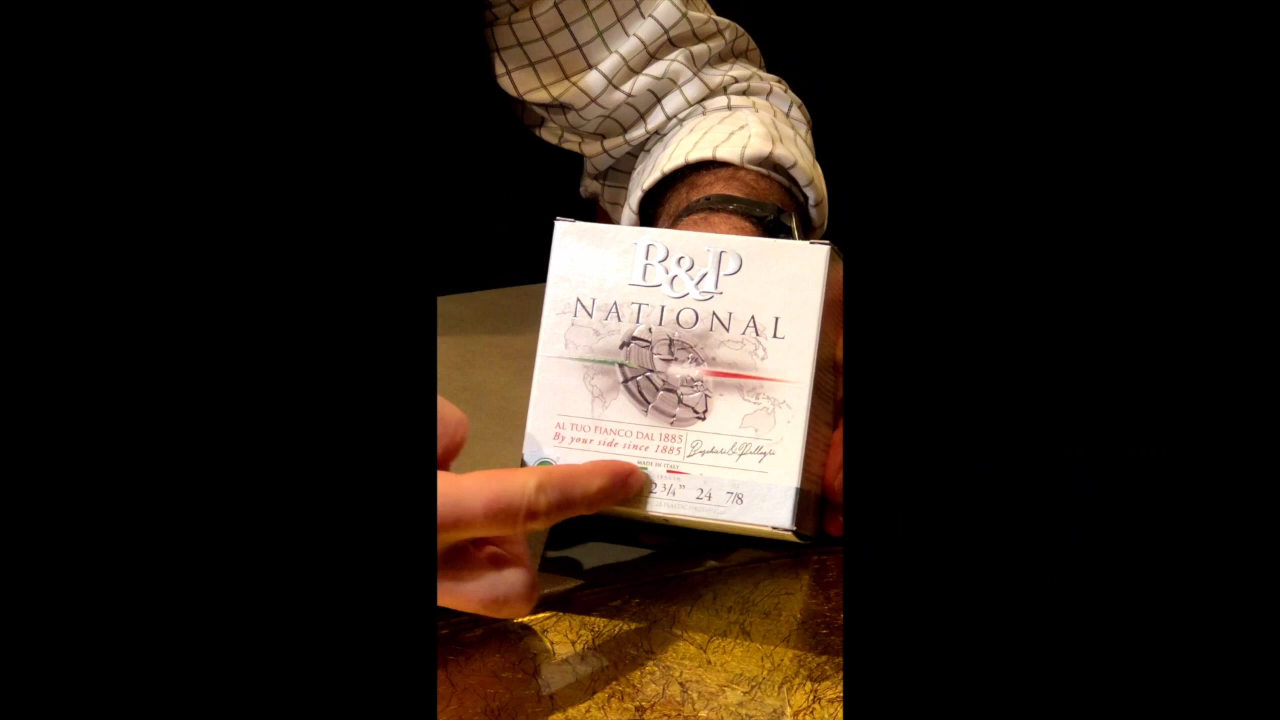 B&P
NATIONAL
AL TUO FIANCO DAL 1885
By your side since 1885
Baschieri & Pellagri
MADE IN ITALY
2 3/4" 24 7/8